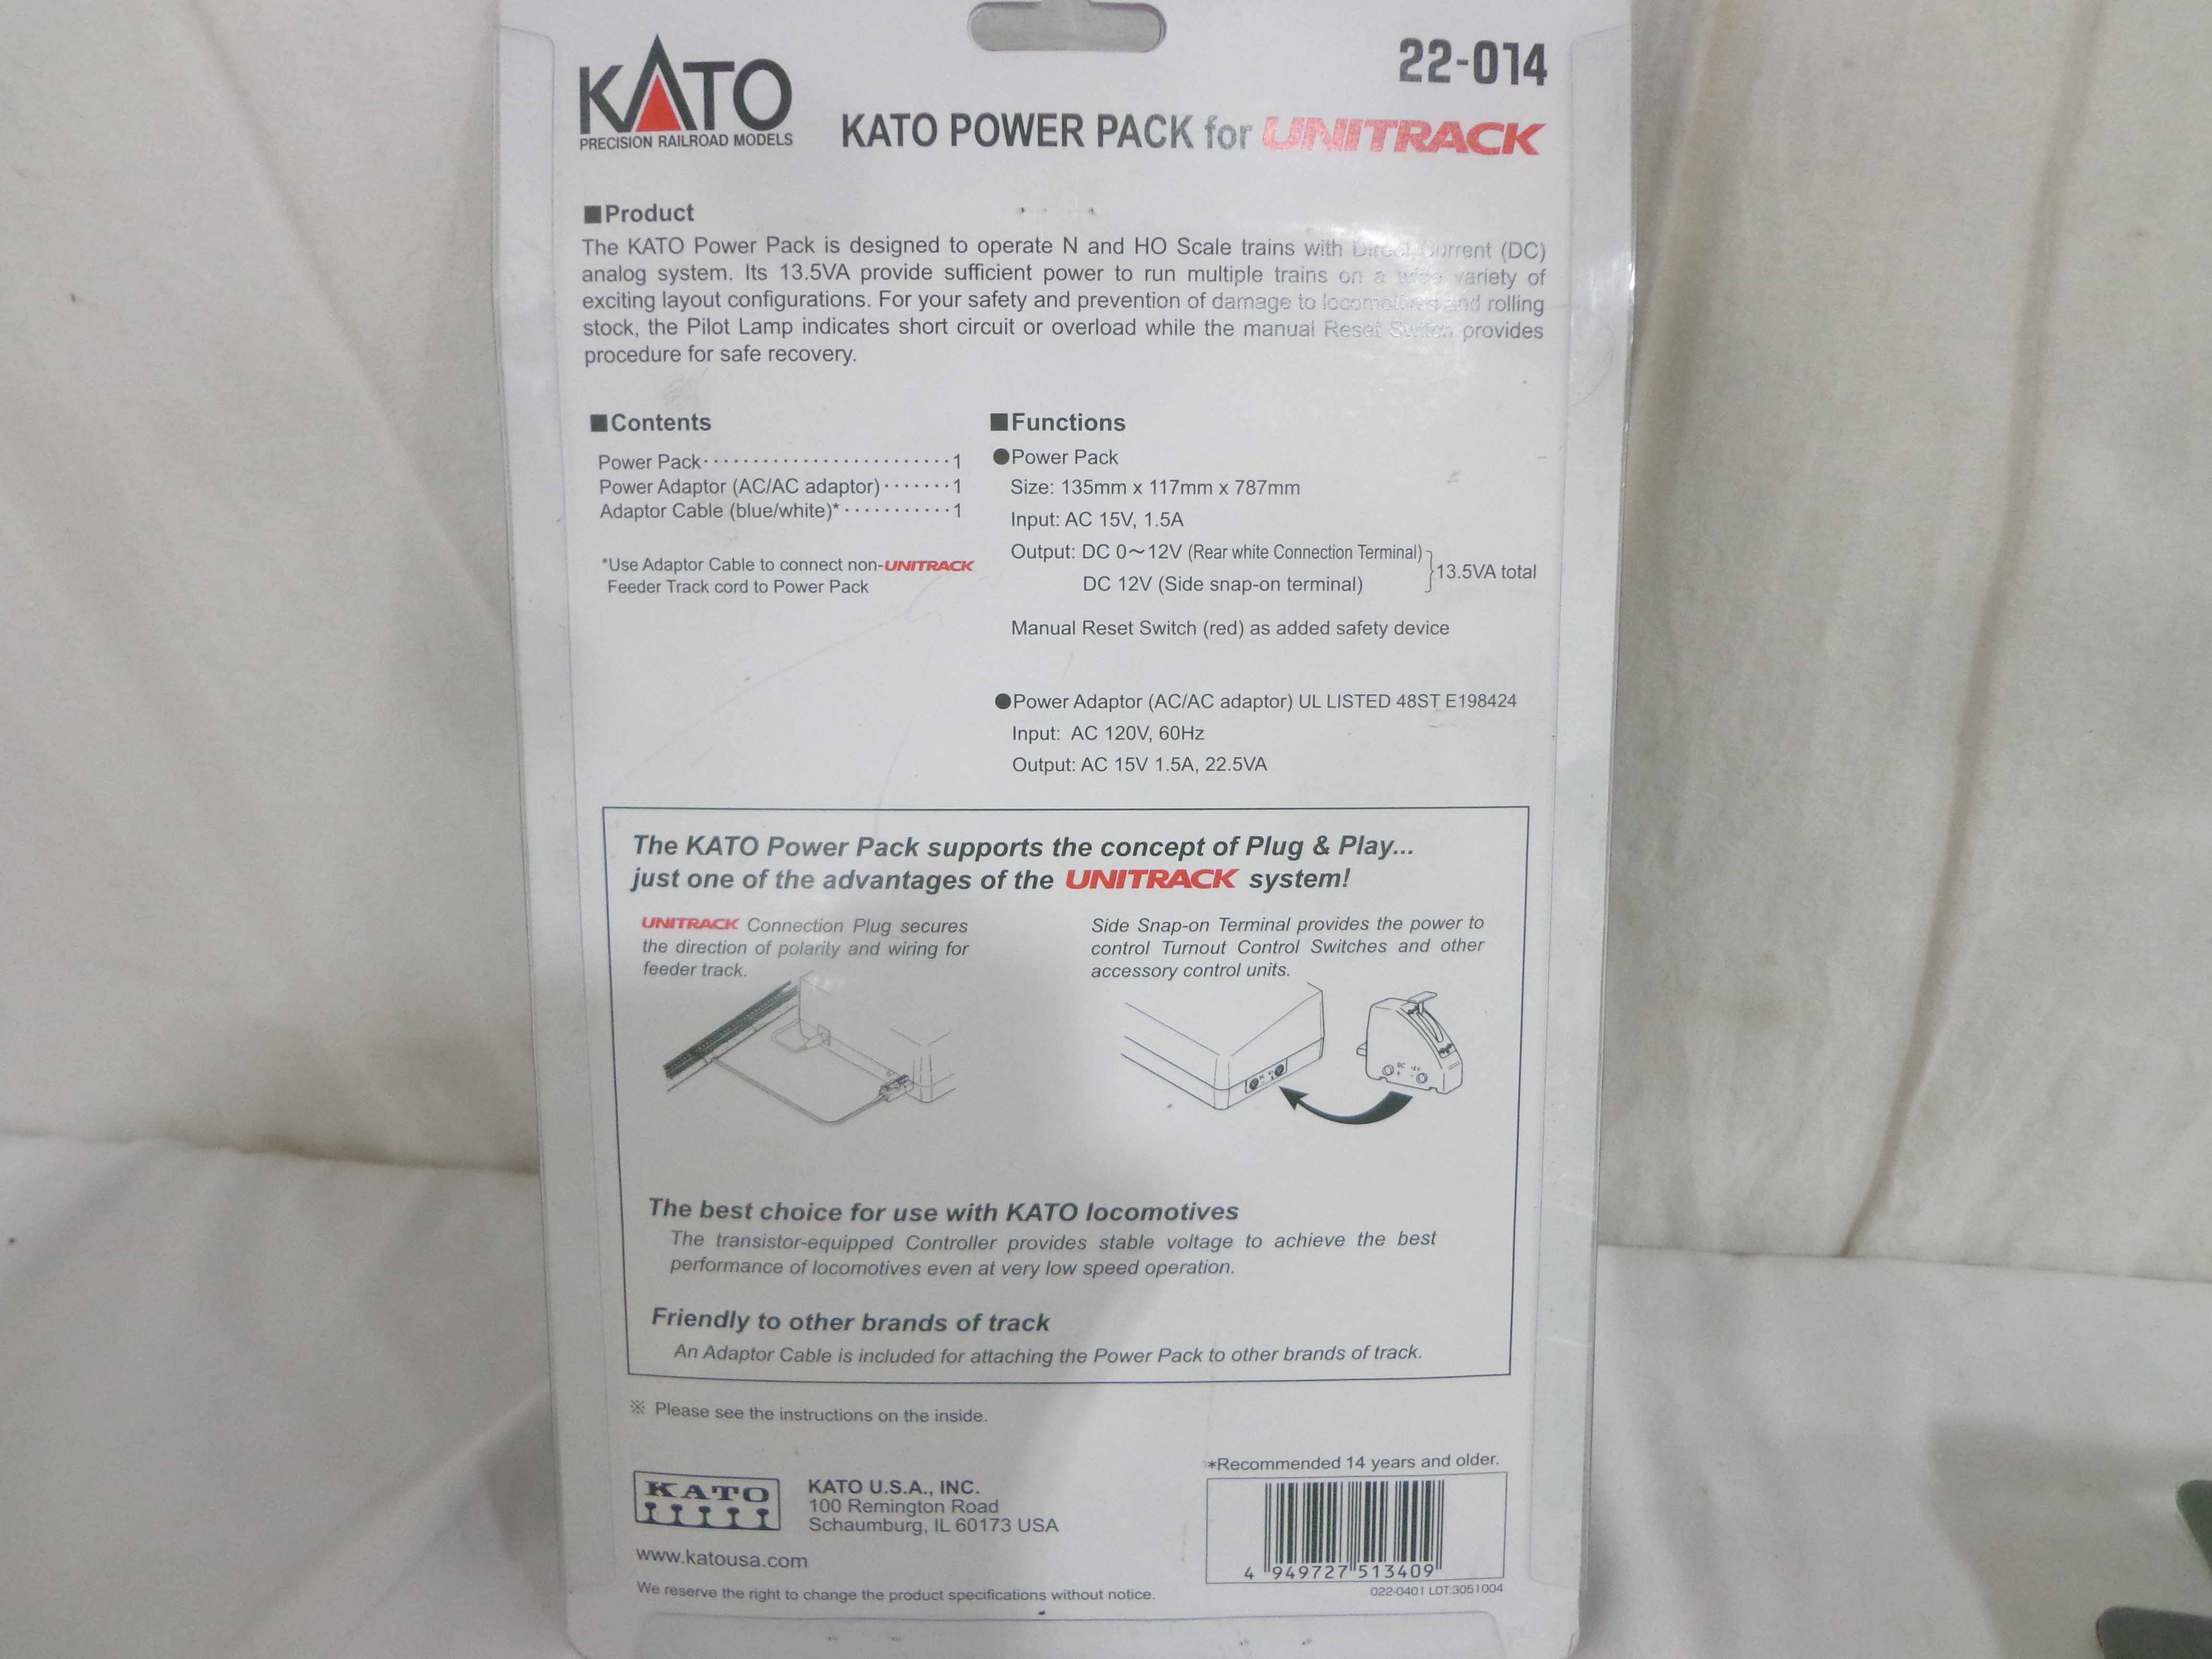 KATO
PRECISION RAILROAD MODELS
22-014
KATO POWER PACK for UNITRACK
■Product
The KATO Power Pack is designed to operate N and HO Scale trains with Direct Current (DC)
analog system. Its 13.5VA provide sufficient power to run multiple trains on a wide variety of
exciting layout configurations. For your safety and prevention of damage to locomotives and rolling
stock, the Pilot Lamp indicates short circuit or overload while the manual Reset Switch provides
procedure for safe recovery.
■Contents
Power Pack························1
Power Adaptor (AC/AC adaptor)·······1
Adaptor Cable (blue/white)*···········1
*Use Adaptor Cable to connect non-UNITRACK
Feeder Track cord to Power Pack
■Functions
●Power Pack
Size: 135mm x 117mm x 787mm
Input: AC 15V, 1.5A
Output: DC 0~12V (Rear white Connection Terminal)
DC 12V (Side snap-on terminal)
13.5VA total
Manual Reset Switch (red) as added safety device
●Power Adaptor (AC/AC adaptor) UL LISTED 48ST E198424
Input: AC 120V, 60Hz
Output: AC 15V 1.5A, 22.5VA
The KATO Power Pack supports the concept of Plug & Play...
just one of the advantages of the UNITRACK system!
UNITRACK Connection Plug secures
the direction of polarity and wiring for
feeder track.
Side Snap-on Terminal provides the power to
control Turnout Control Switches and other
accessory control units.
The best choice for use with KATO locomotives
The transistor-equipped Controller provides stable voltage to achieve the best
performance of locomotives even at very low speed operation.
Friendly to other brands of track
An Adaptor Cable is included for attaching the Power Pack to other brands of track.
※ Please see the instructions on the inside.
KATO
KATO U.S.A., INC.
100 Remington Road
Schaumburg, IL 60173 USA
www.katousa.com
We reserve the right to change the product specifications without notice.
*Recommended 14 years and older.
4 949727 513409
022-0401 LOT:3051004